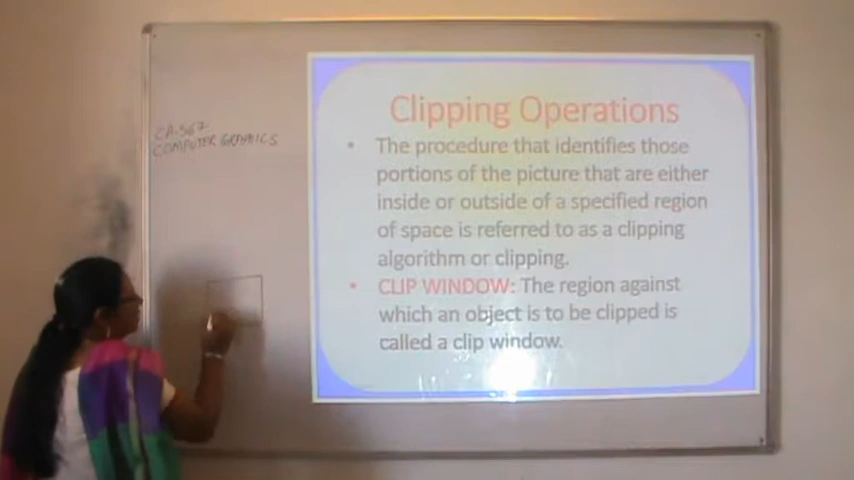 CA-367
COMPUTER GRAPHICS
Clipping Operations
• The procedure that identifies those
portions of the picture that are either
inside or outside of a specified region
of space is referred to as a clipping
algorithm or clipping.
• CLIP WINDOW: The region against
which an object is to be clipped is
called a clip window.